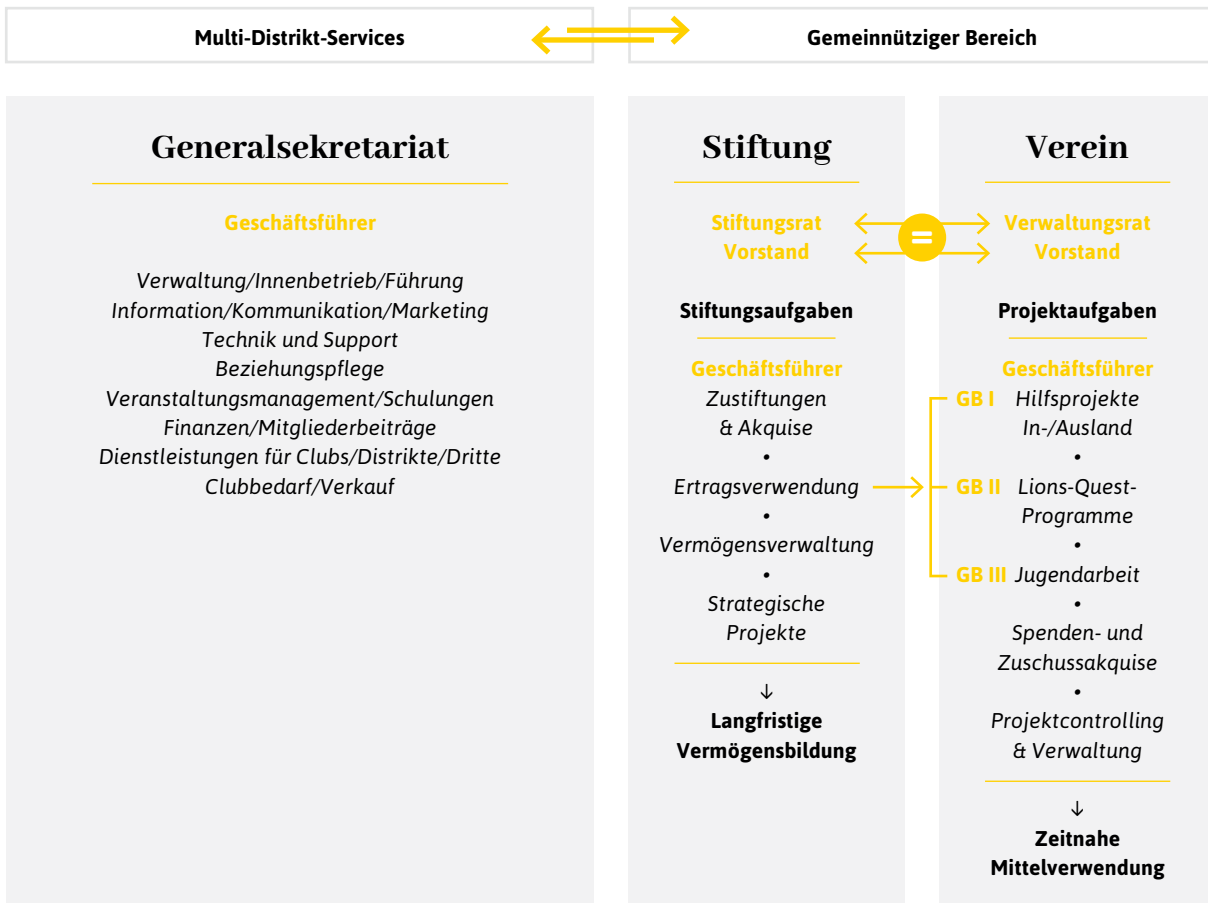 Multi-Distrikt-Services
Gemeinnütziger Bereich
Generalsekretariat
Geschäftsführer
Verwaltung/Innenbetrieb/Führung
Information/Kommunikation/Marketing
Technik und Support
Beziehungspflege
Veranstaltungsmanagement/Schulungen
Finanzen/Mitgliederbeiträge
Dienstleistungen für Clubs/Distrikte/Dritte
Clubbedarf/Verkauf
Stiftung
Stiftungsrat
Vorstand
=
Stiftungsaufgaben
Geschäftsführer
Zustiftungen
& Akquise
•
Ertragsverwendung
•
Vermögensverwaltung
•
Strategische
Projekte
↓
Langfristige
Vermögensbildung
Verein
Verwaltungsrat
Vorstand
Projektaufgaben
Geschäftsführer
GB I Hilfsprojekte
In-/Ausland
•
GB II Lions-Quest-
Programme
•
GB III Jugendarbeit
•
Spenden- und
Zuschussakquise
•
Projektcontrolling
& Verwaltung
↓
Zeitnahe
Mittelverwendung